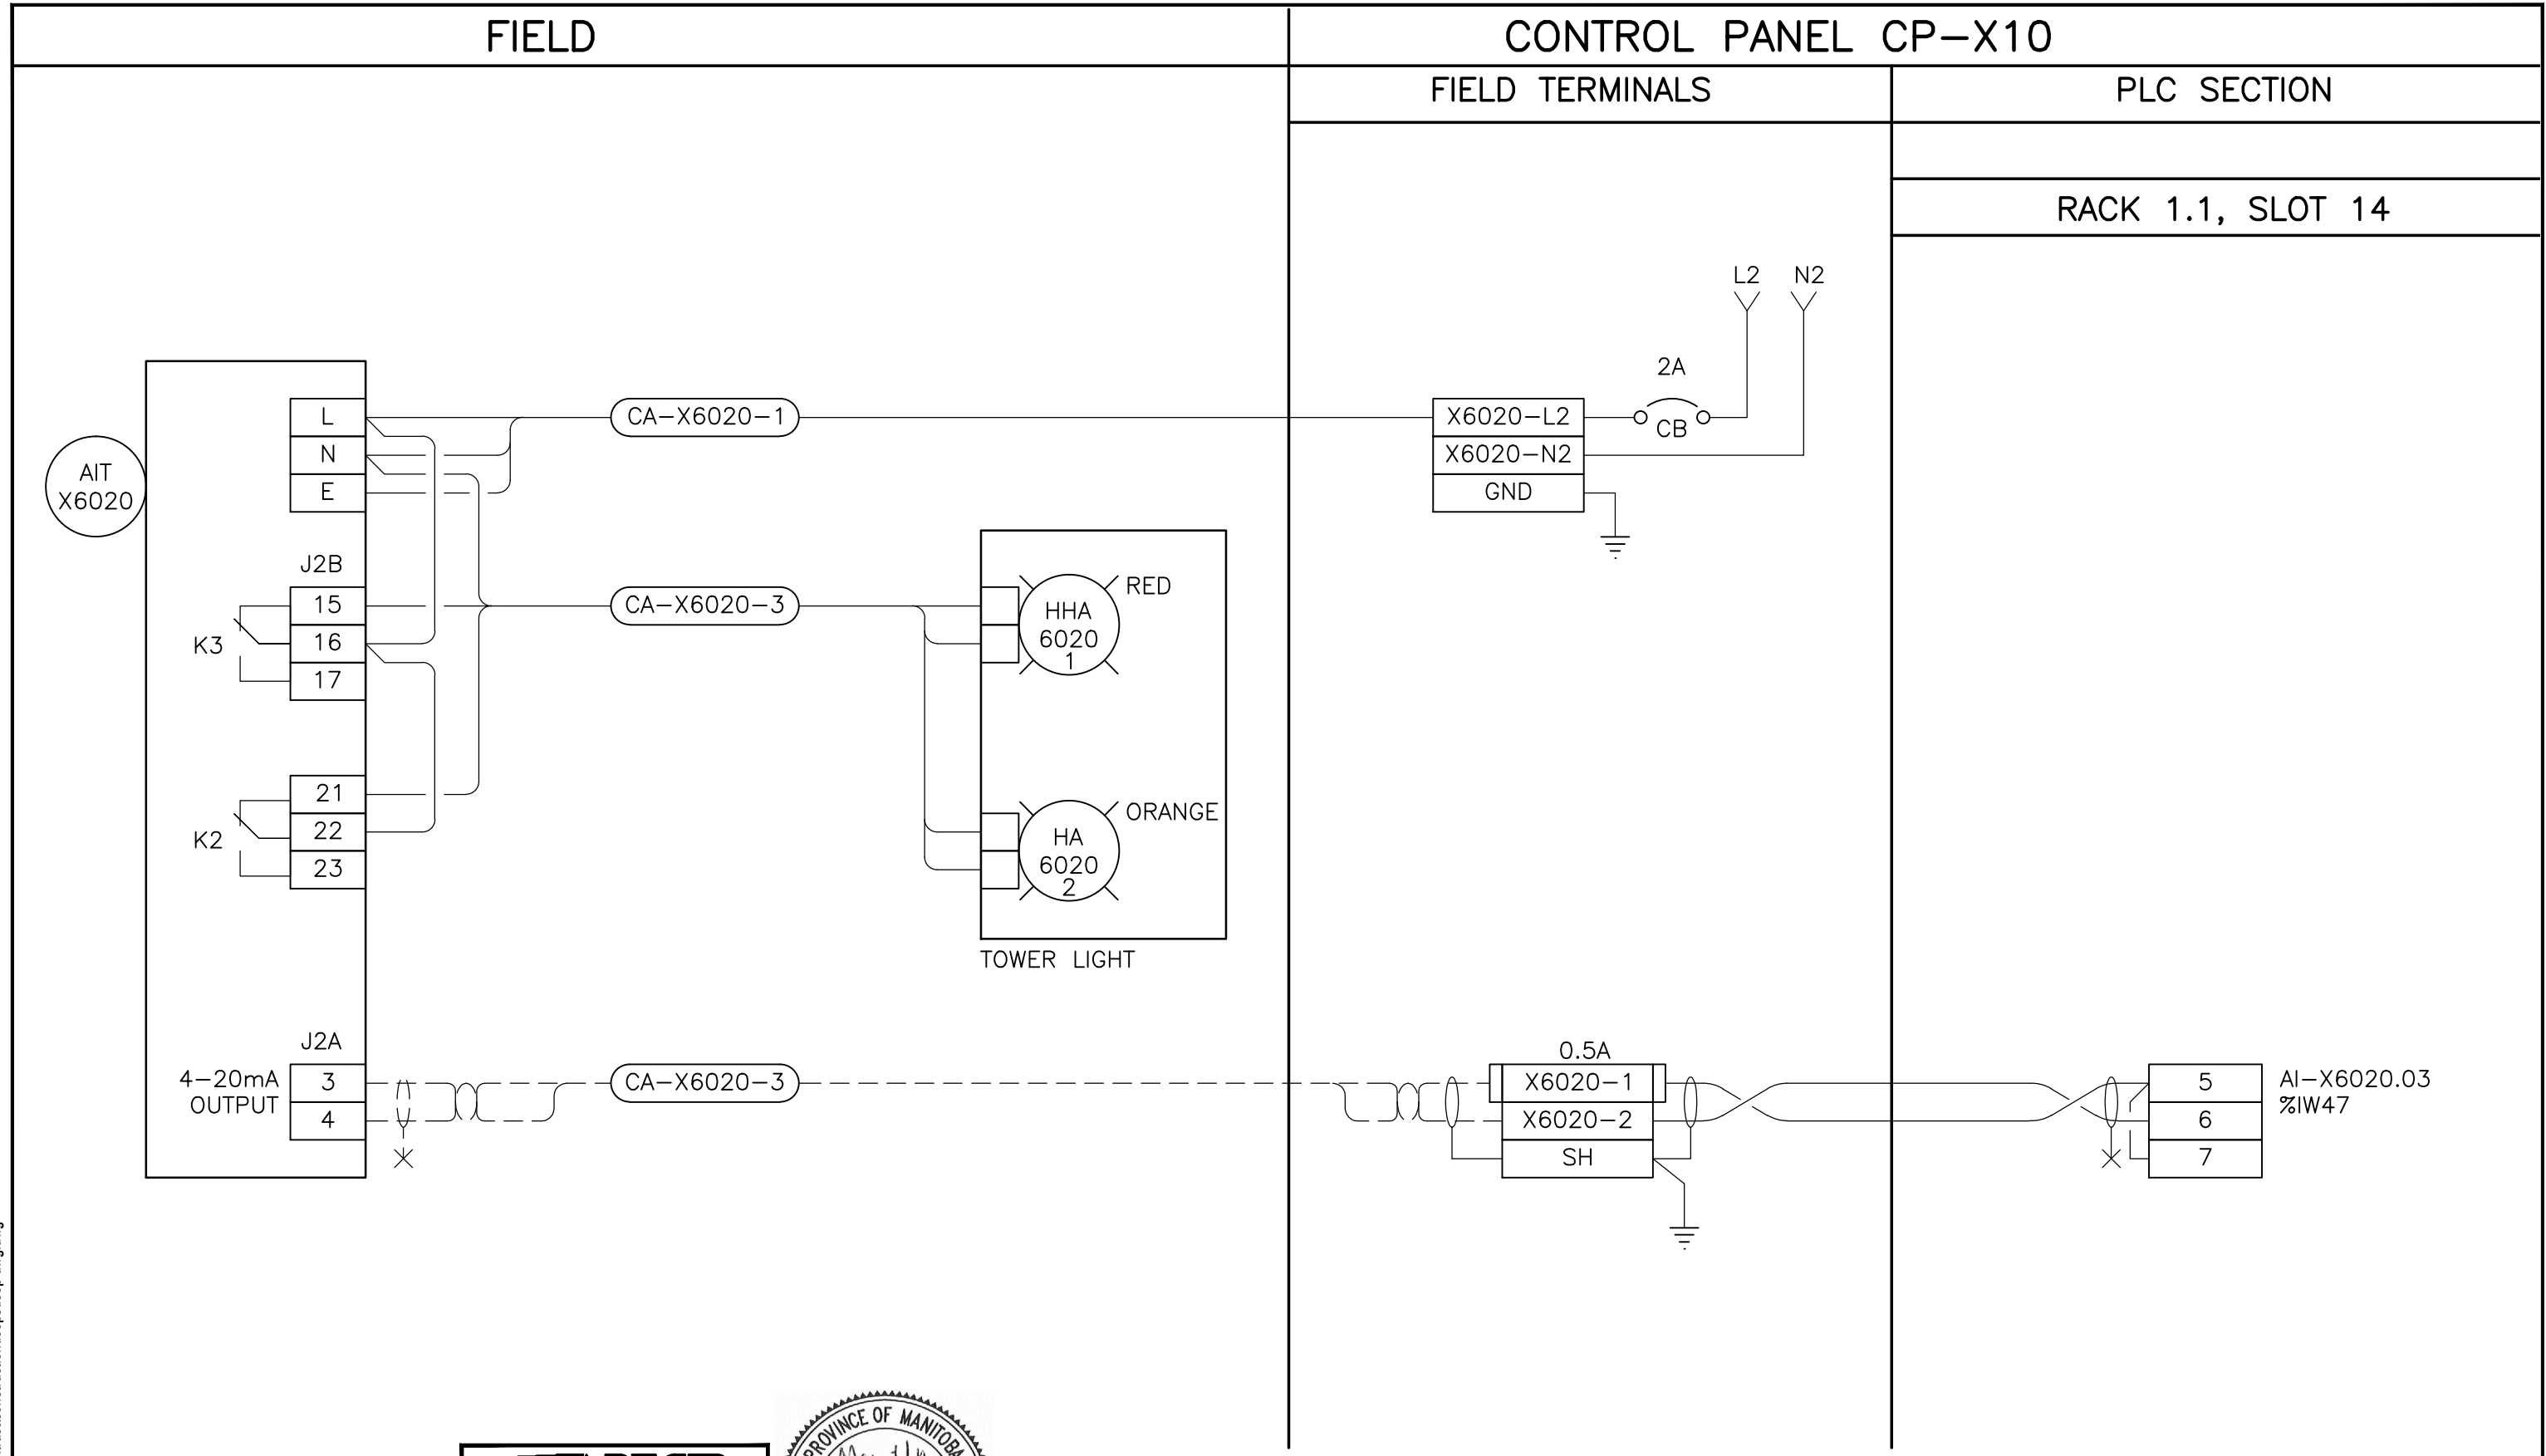 FIELD
CONTROL PANEL CP-X10
FIELD TERMINALS
PLC SECTION
RACK 1.1, SLOT 14
L2 N2
2A
CB
L
N
E
CA-X6020-1
X6020-L2
X6020-N2
GND
AIT
X6020
J2B
15
16
17
K3
CA-X6020-3
HHA
6020
1
RED
21
22
23
K2
HA
6020
2
ORANGE
TOWER LIGHT
J2A
4-20mA
OUTPUT
3
4
CA-X6020-3
0.5A
X6020-1
X6020-2
SH
5
6
7
AI-X6020.03
%IW47
PROVINCE OF MANITOBA